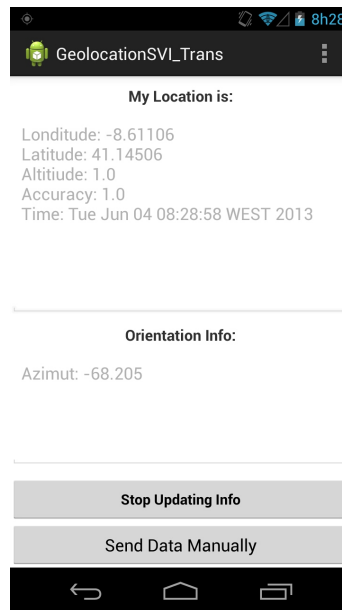 8h28
GeolocationSVI_Trans
My Location is:
Londitude: -8.61106
Latitude: 41.14506
Altitiude: 1.0
Accuracy: 1.0
Time: Tue Jun 04 08:28:58 WEST 2013
Orientation Info:
Azimut: -68.205
Stop Updating Info
Send Data Manually